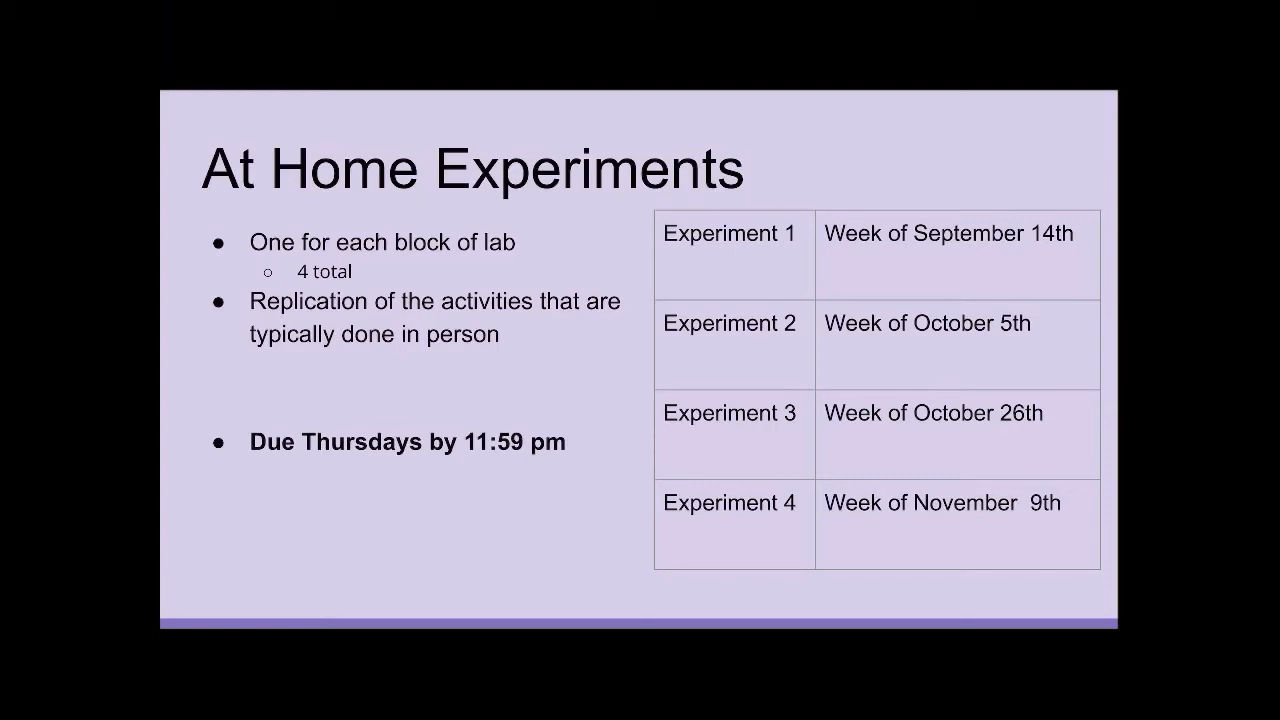 At Home Experiments
● One for each block of lab
○ 4 total
● Replication of the activities that are
typically done in person
● Due Thursdays by 11:59 pm
Experiment 1 Week of September 14th
Experiment 2 Week of October 5th
Experiment 3 Week of October 26th
Experiment 4 Week of November  9th